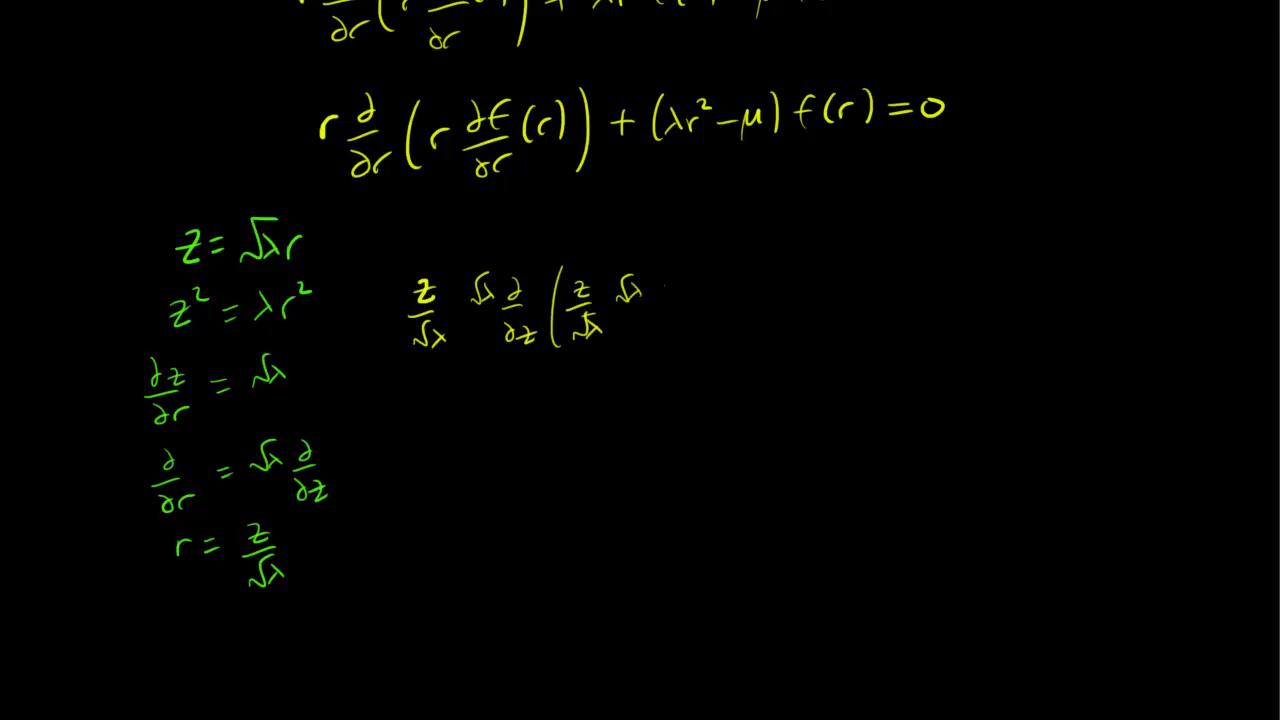 r ∂/∂r (r ∂f/∂r (r)) + (λr² − μ) f(r) = 0
z = √λ r
z² = λr²
z/√λ √λ ∂/∂z ( z/√λ √λ
∂z/∂r = √λ
∂/∂r = √λ ∂/∂z
r = z/√λ